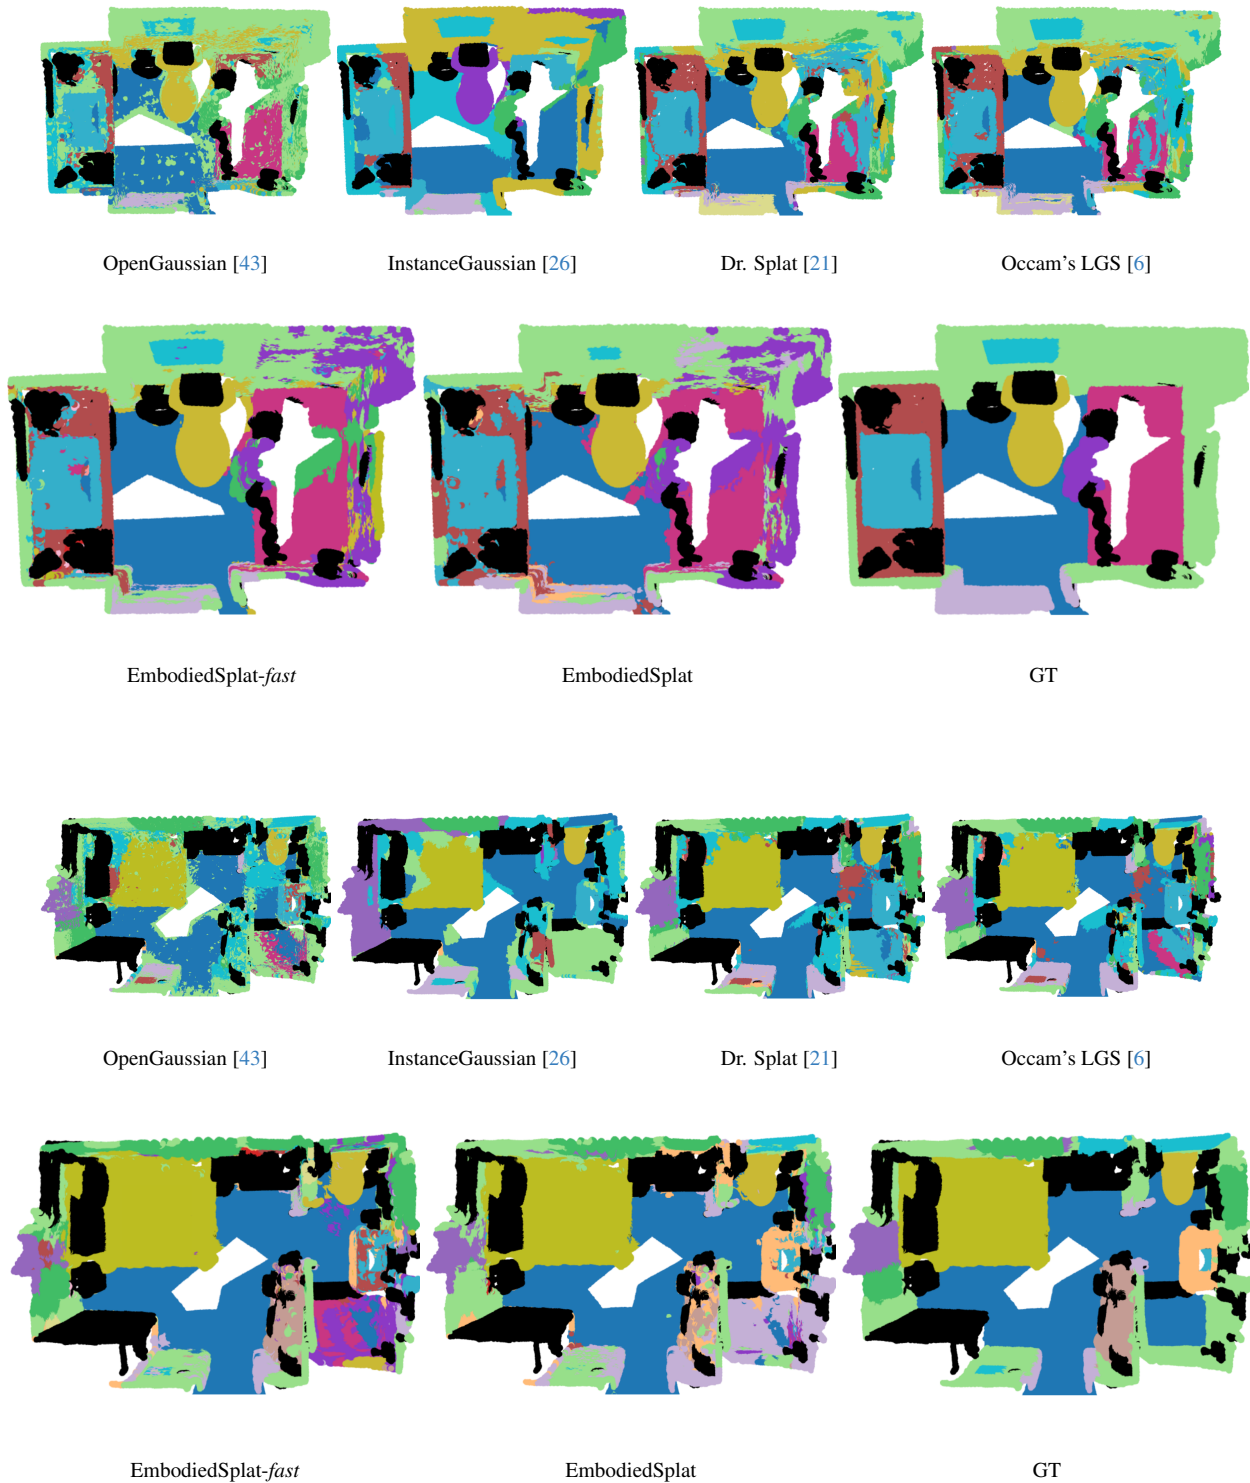 OpenGaussian [43] InstanceGaussian [26] Dr. Splat [21] Occam's LGS [6]
EmbodiedSplat-fast EmbodiedSplat GT
OpenGaussian [43] InstanceGaussian [26] Dr. Splat [21] Occam's LGS [6]
EmbodiedSplat-fast EmbodiedSplat GT